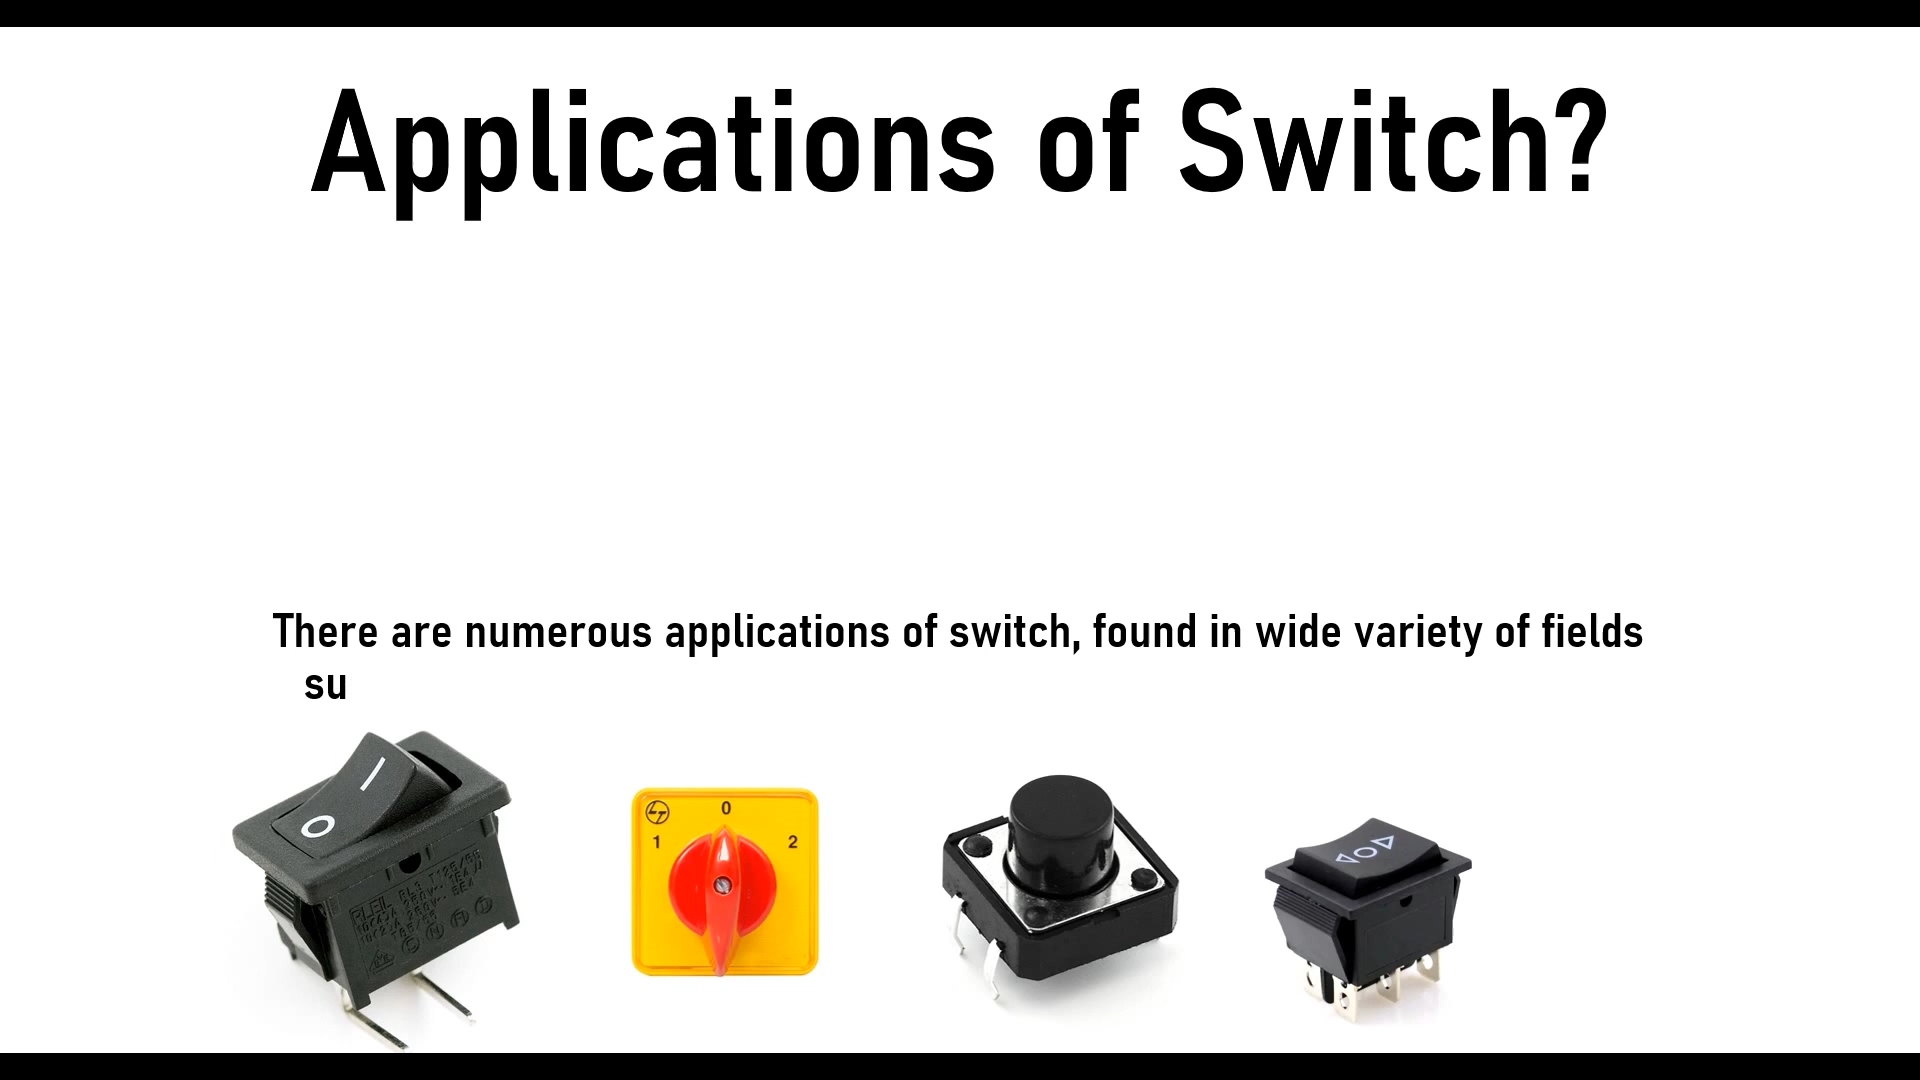 Applications of Switch?
There are numerous applications of switch, found in wide variety of fields
su
0
1
2